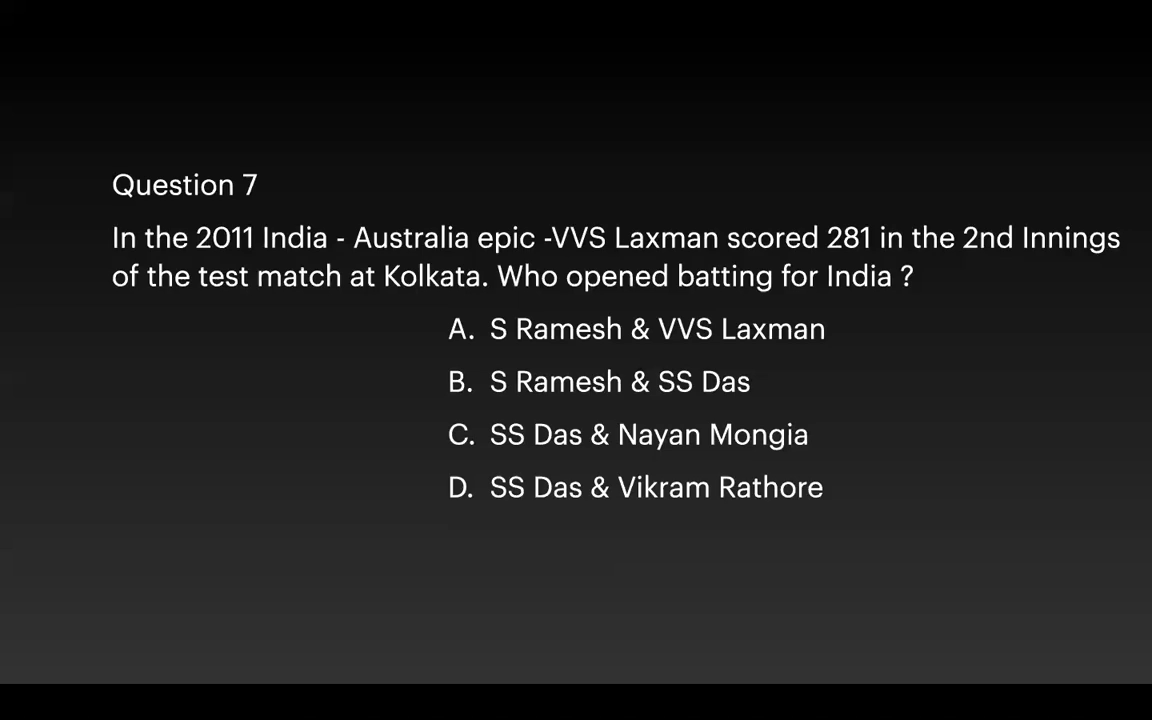 Question 7
In the 2011 India - Australia epic -VVS Laxman scored 281 in the 2nd Innings
of the test match at Kolkata. Who opened batting for India ?
A. S Ramesh & VVS Laxman
B. S Ramesh & SS Das
C. SS Das & Nayan Mongia
D. SS Das & Vikram Rathore